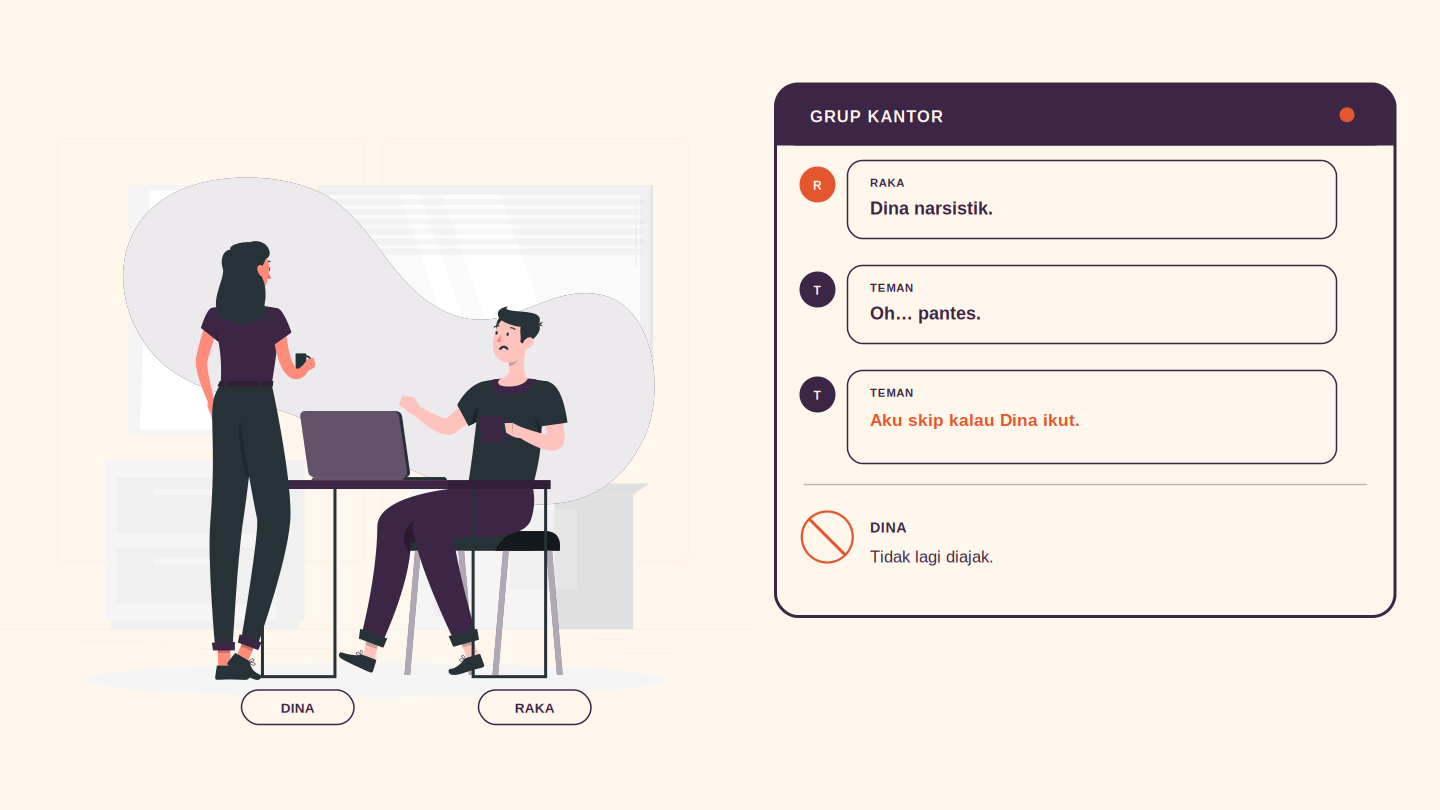 GRUP KANTOR
R
RAKA
Dina narsistik.
T
TEMAN
Oh... pantes.
T
TEMAN
Aku skip kalau Dina ikut.
DINA
Tidak lagi diajak.
DINA
RAKA